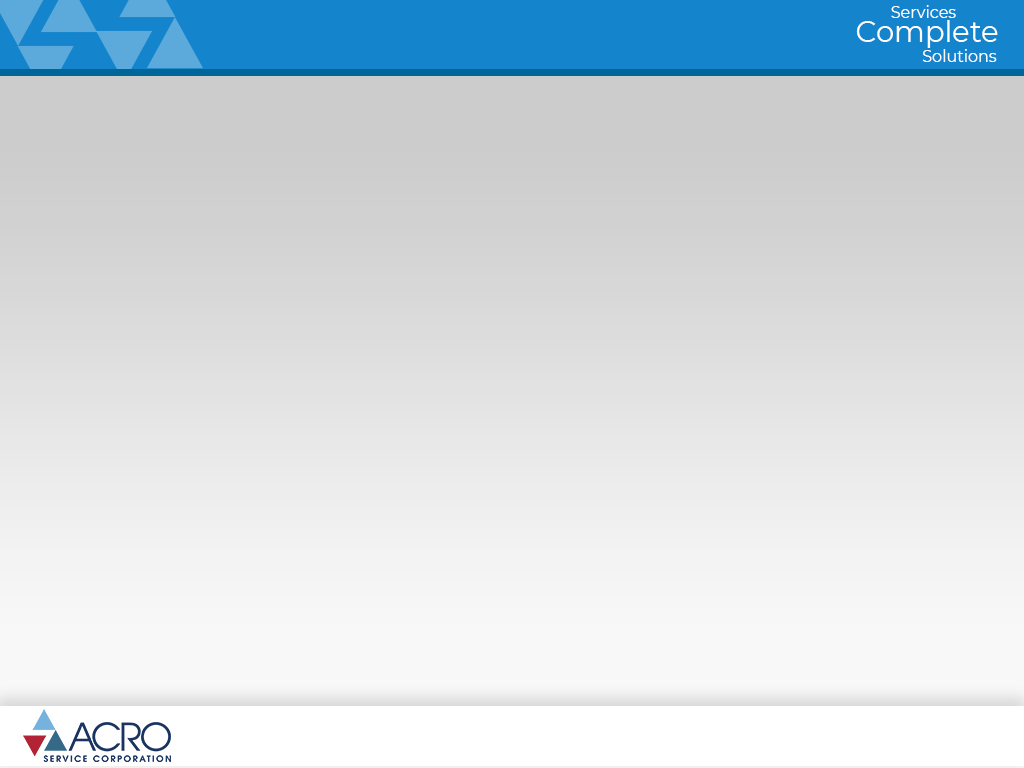 Services
Complete
Solutions
ACRO
SERVICE CORPORATION